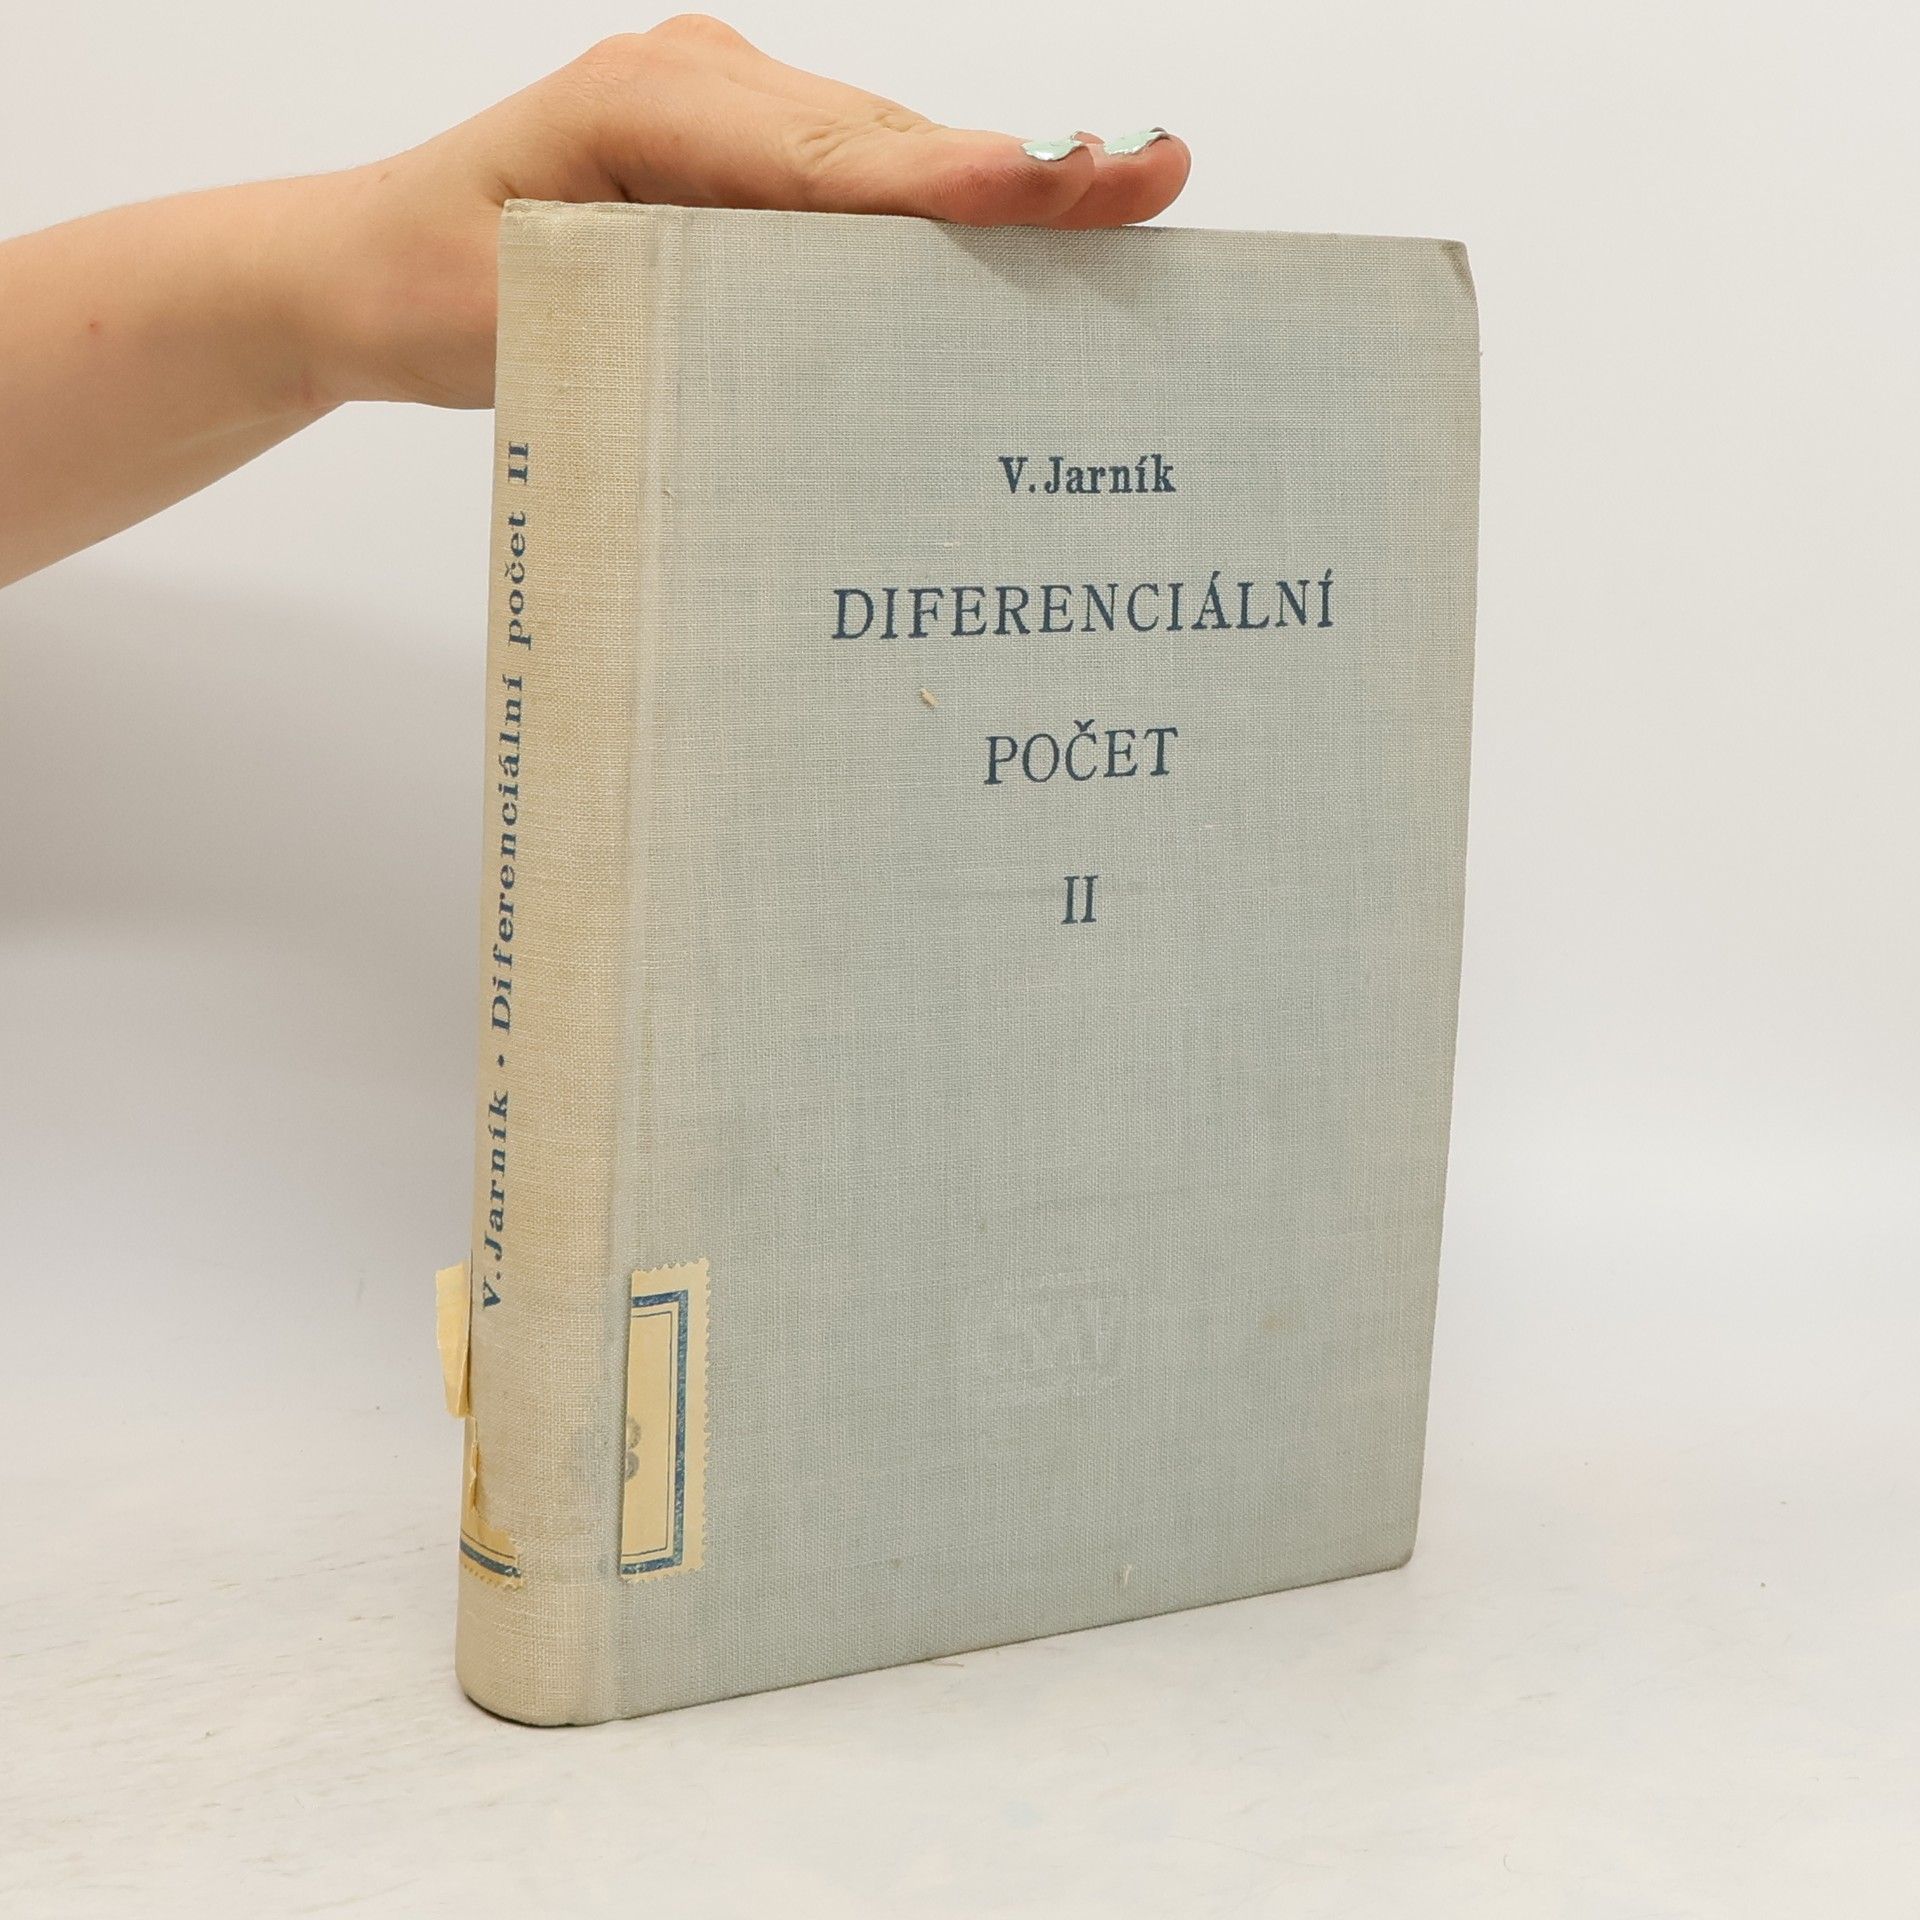 V. Jarník
DIFERENCIÁLNÍ
POČET
II
V. Jarník • Diferenciální počet II